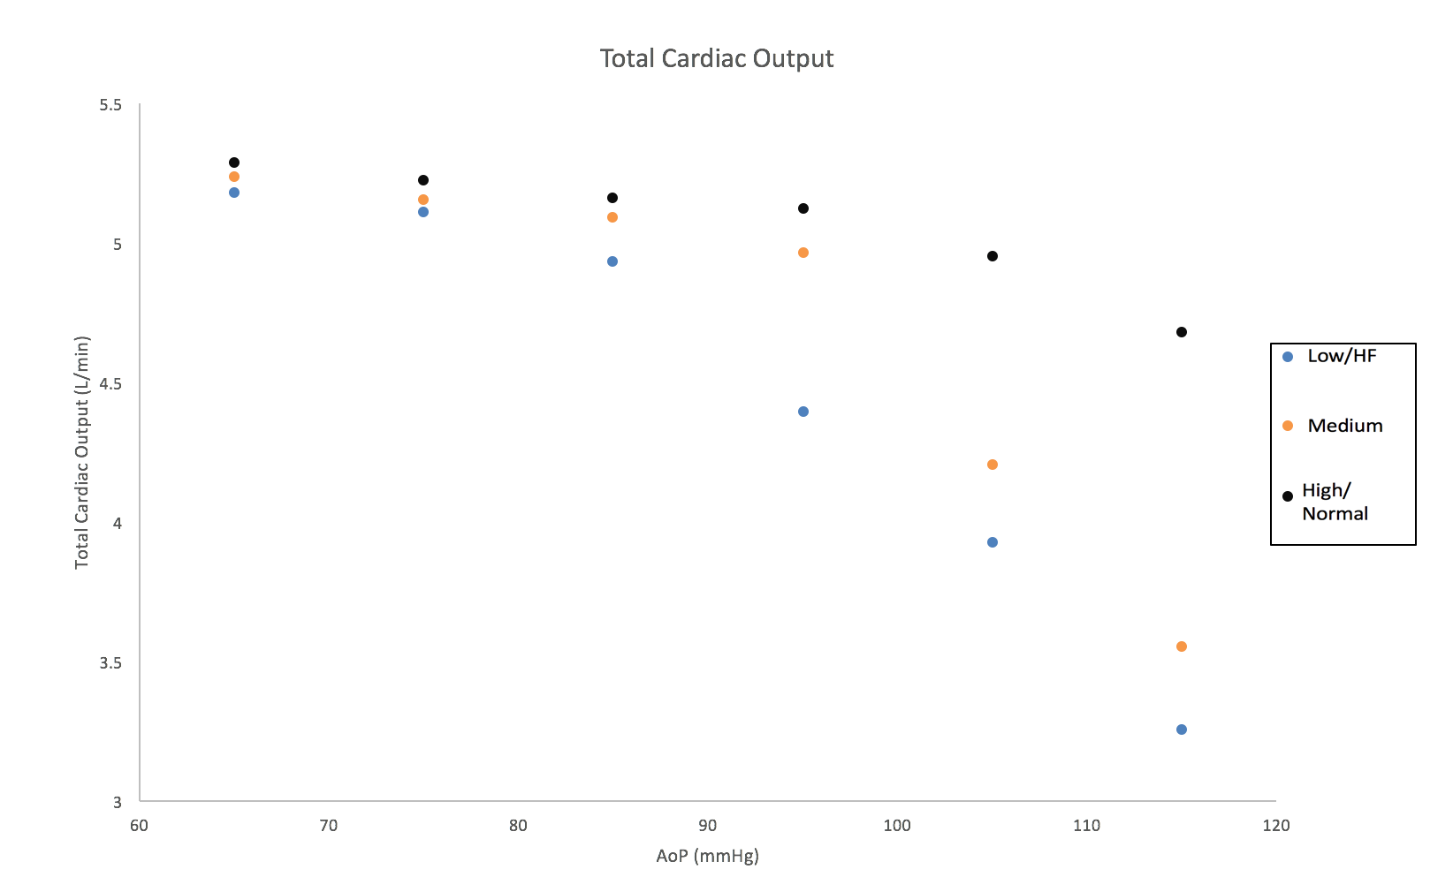 Total Cardiac Output
Total Cardiac Output (L/min)
5.5
5
4.5
4
3.5
3
60 70 80 90 100 110 120
AoP (mmHg)
Low/HF
Medium
High/
Normal